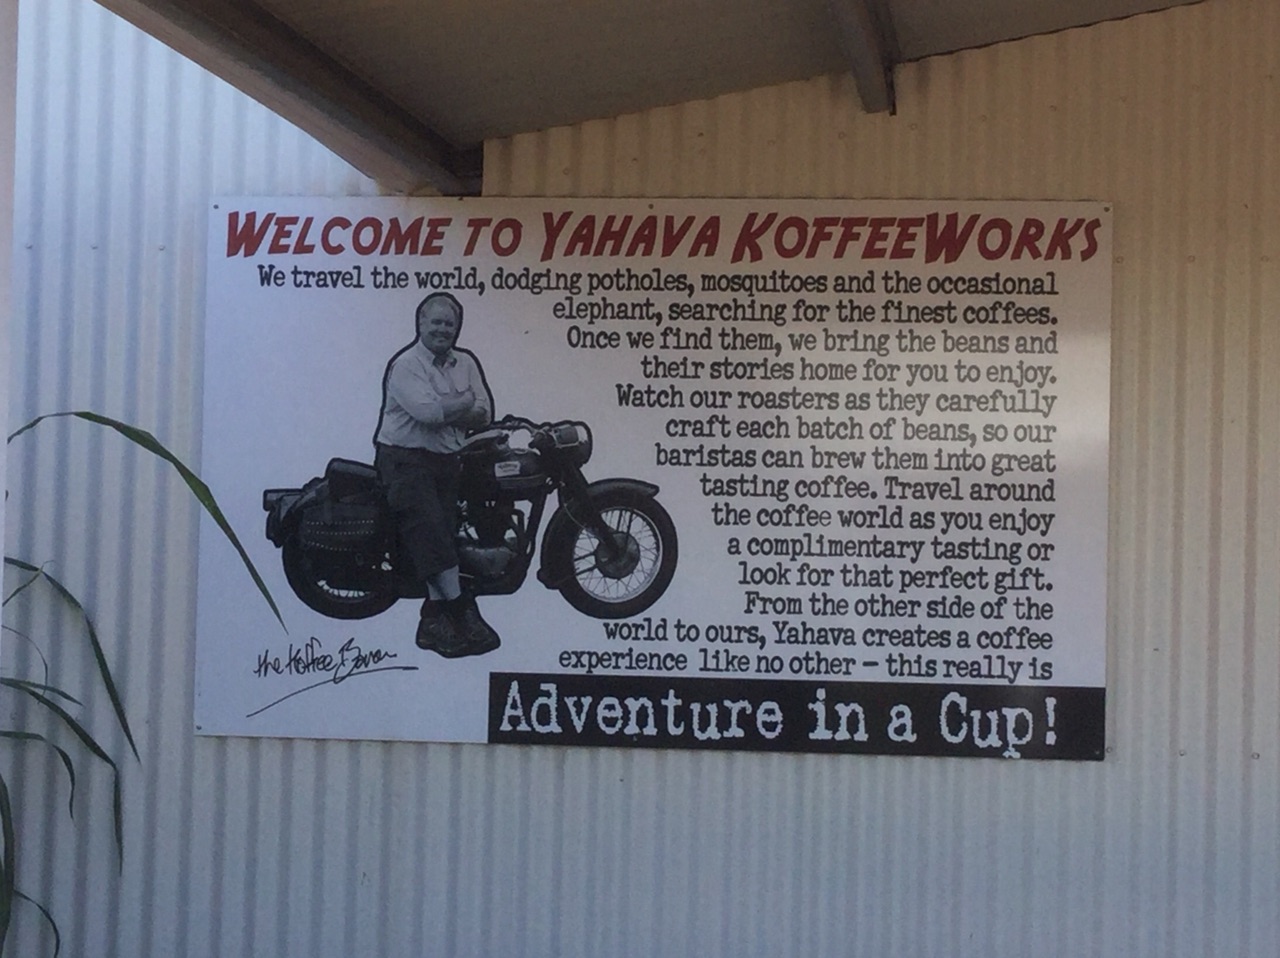 WELCOME TO YAHAVA KOFFEEWORKS
We travel the world, dodging potholes, mosquitoes and the occasional
elephant, searching for the finest coffees.
Once we find them, we bring the beans and
their stories home for you to enjoy.
Watch our roasters as they carefully
craft each batch of beans, so our
baristas can brew them into great
tasting coffee. Travel around
the coffee world as you enjoy
a complimentary tasting or
look for that perfect gift.
From the other side of the
world to ours, Yahava creates a coffee
experience like no other – this really is
the Koffee Baron
Adventure in a Cup!